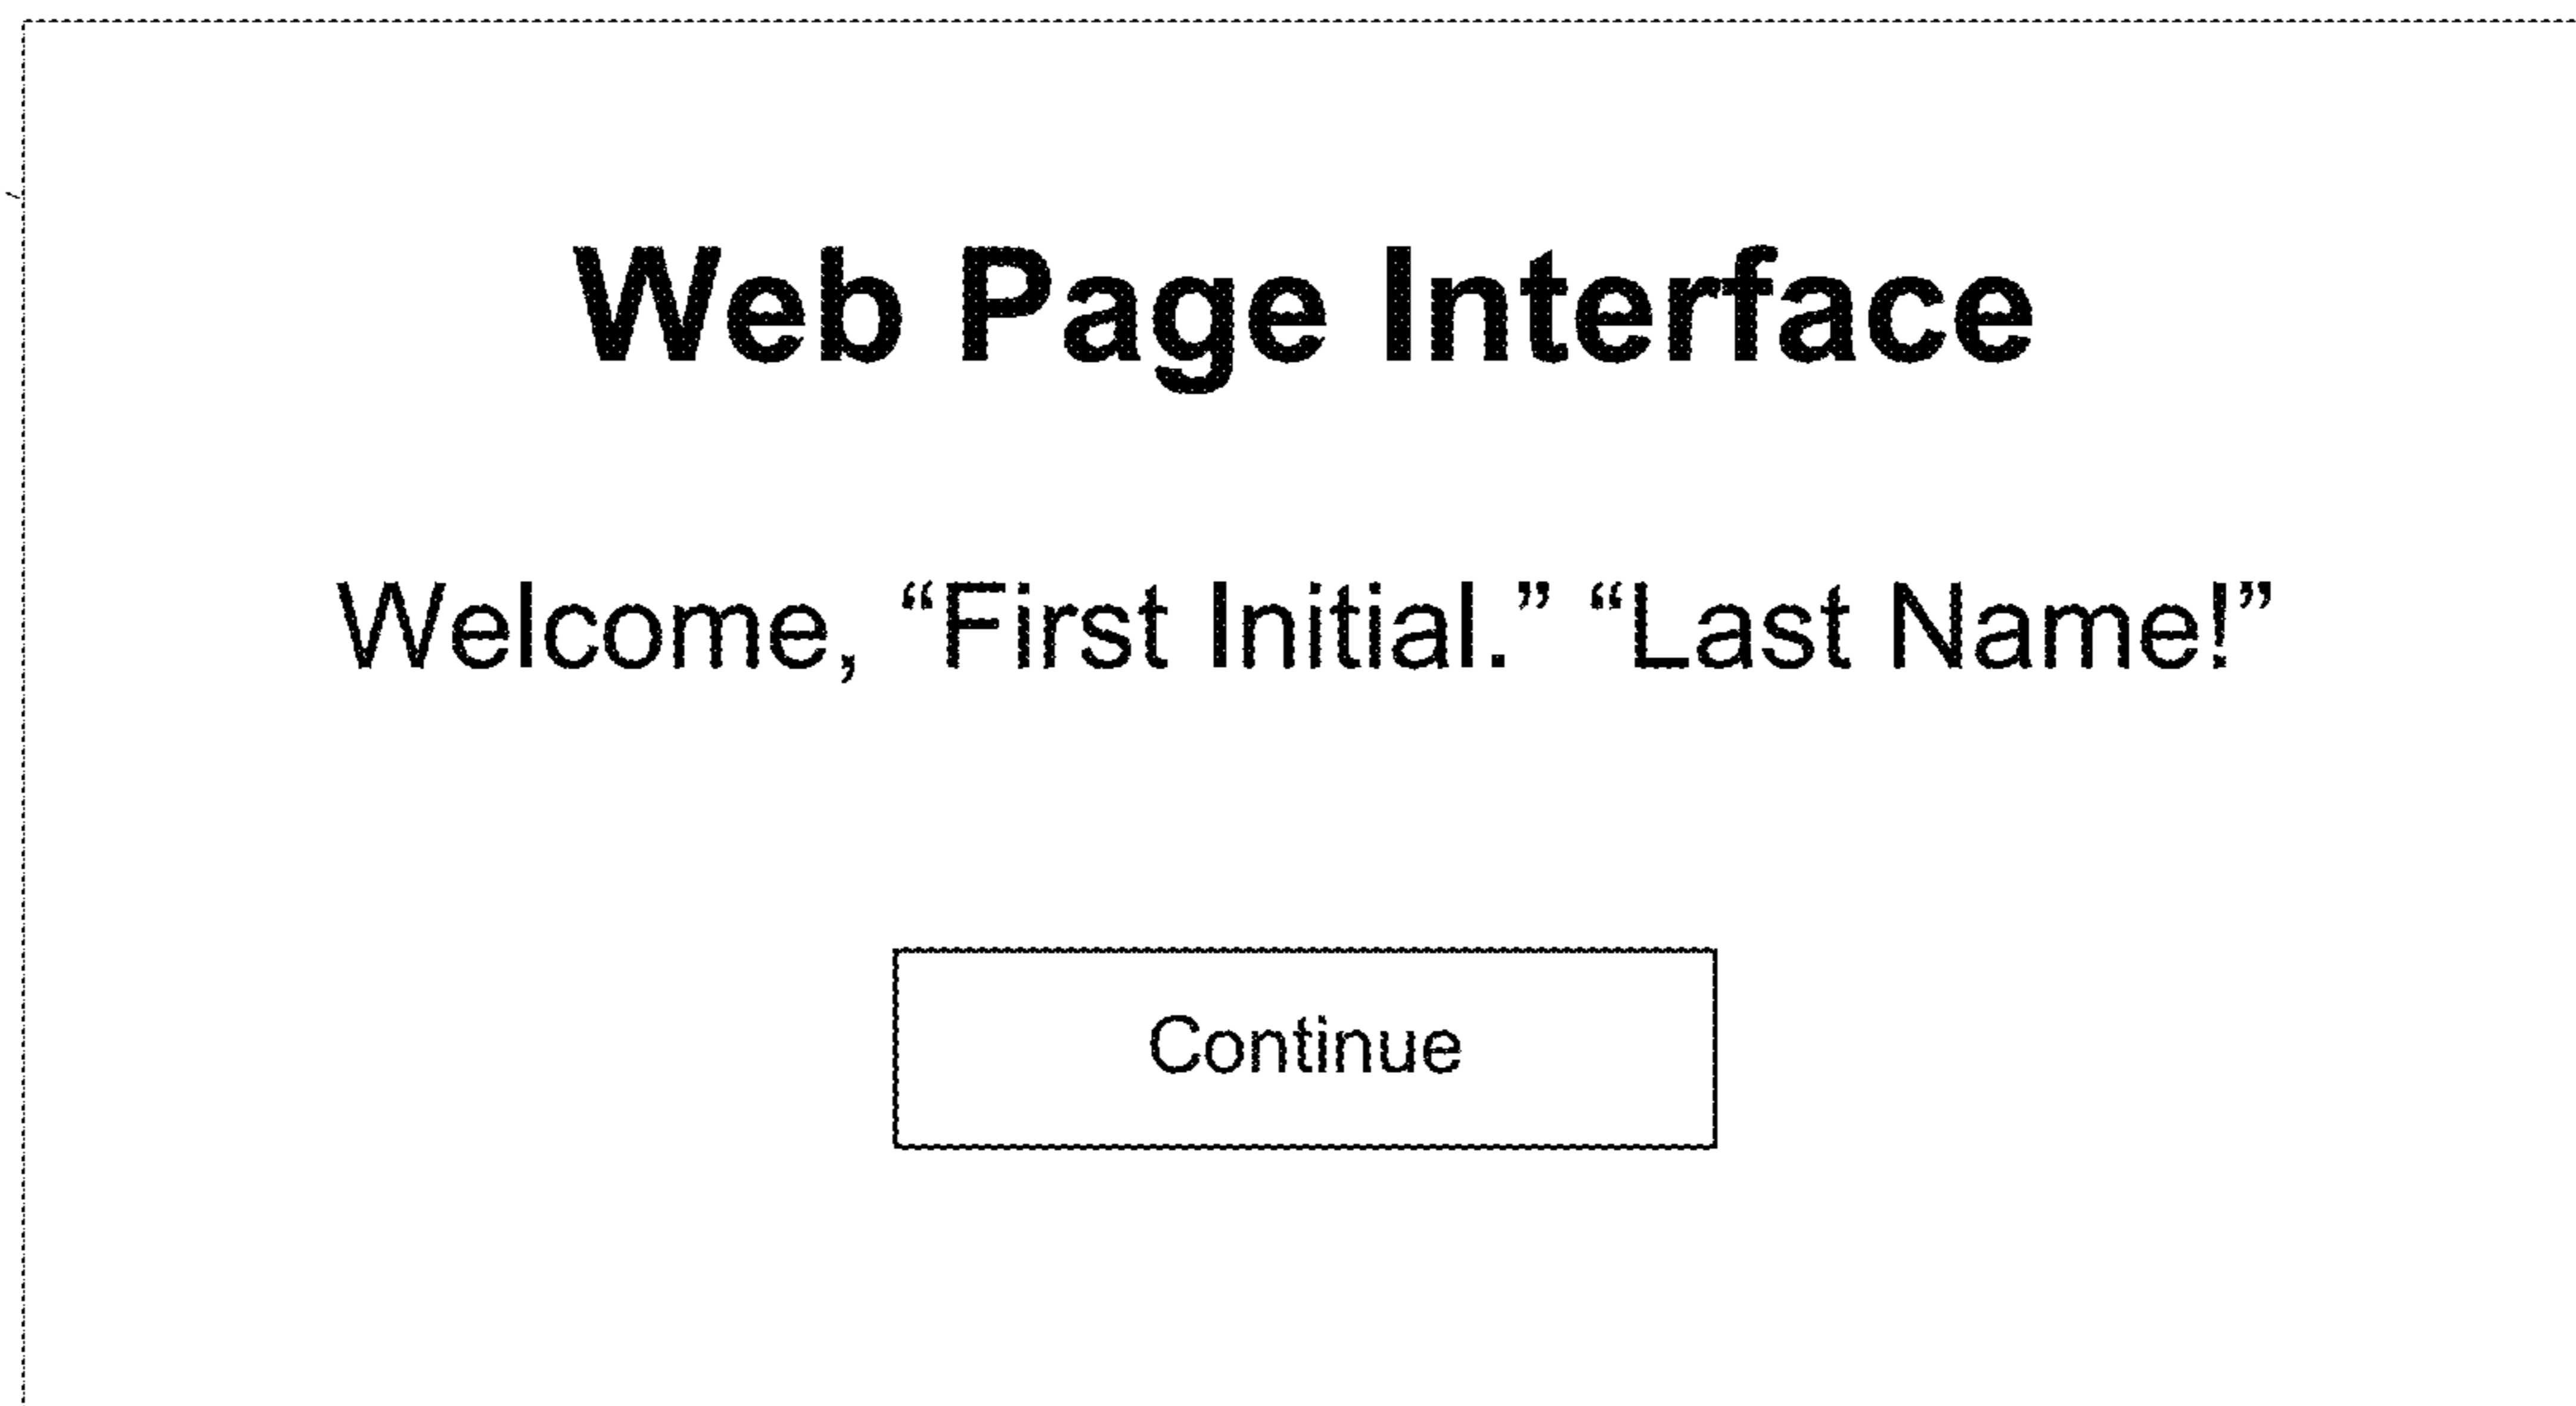 Web Page Interface
Welcome, “First Initial.” “Last Name!”
Continue